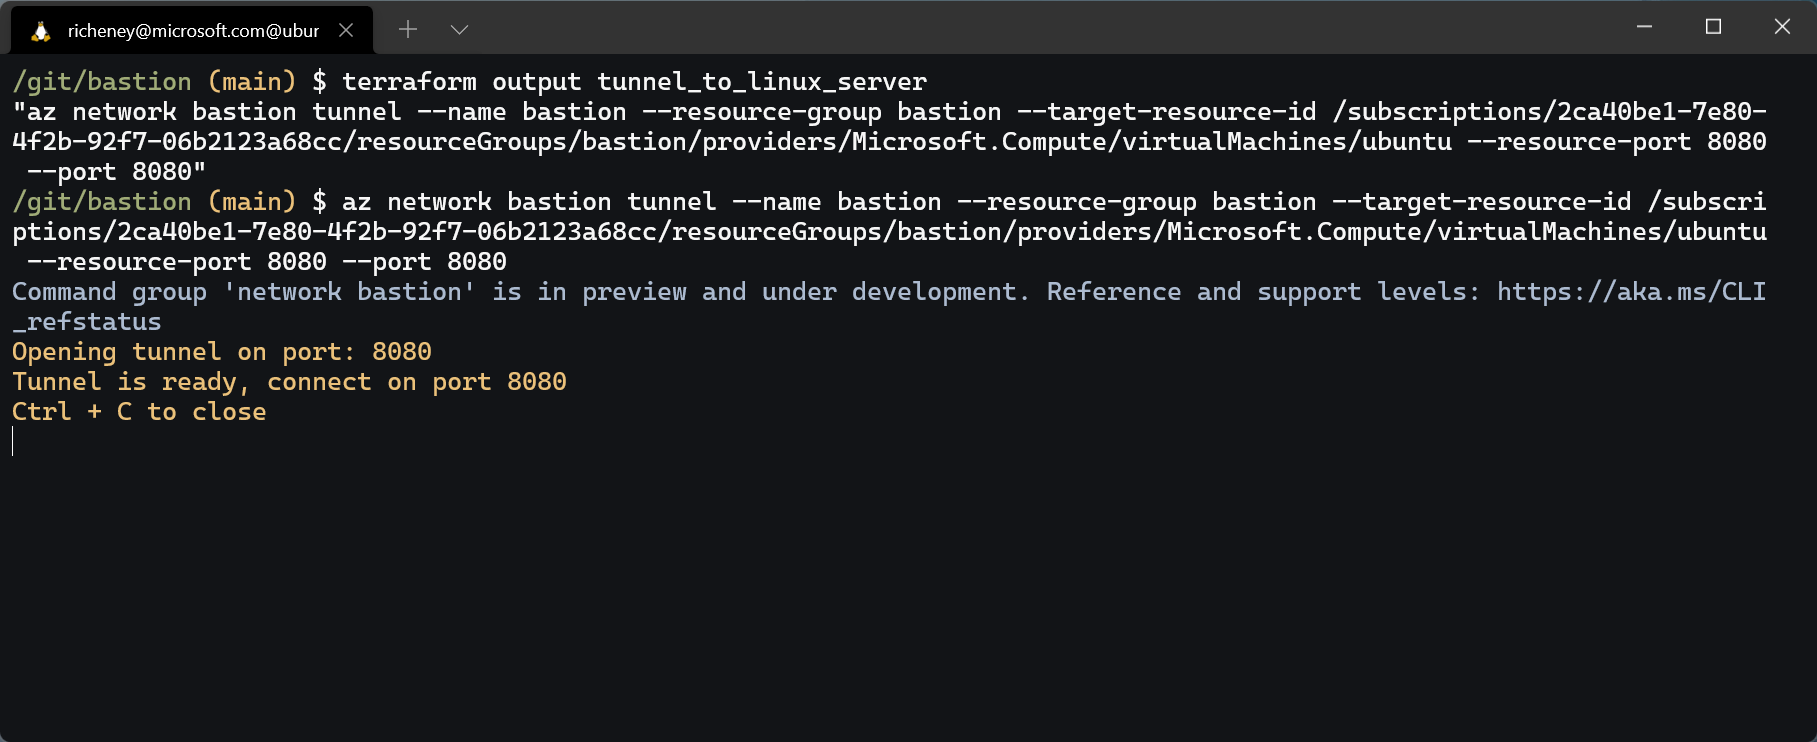 richeney@microsoft.com@ubur
/git/bastion (main) $ terraform output tunnel_to_linux_server
"az network bastion tunnel --name bastion --resource-group bastion --target-resource-id /subscriptions/2ca40be1-7e80-
4f2b-92f7-06b2123a68cc/resourceGroups/bastion/providers/Microsoft.Compute/virtualMachines/ubuntu --resource-port 8080
 --port 8080"
/git/bastion (main) $ az network bastion tunnel --name bastion --resource-group bastion --target-resource-id /subscri
ptions/2ca40be1-7e80-4f2b-92f7-06b2123a68cc/resourceGroups/bastion/providers/Microsoft.Compute/virtualMachines/ubuntu
 --resource-port 8080 --port 8080
Command group 'network bastion' is in preview and under development. Reference and support levels: https://aka.ms/CLI
_refstatus
Opening tunnel on port: 8080
Tunnel is ready, connect on port 8080
Ctrl + C to close